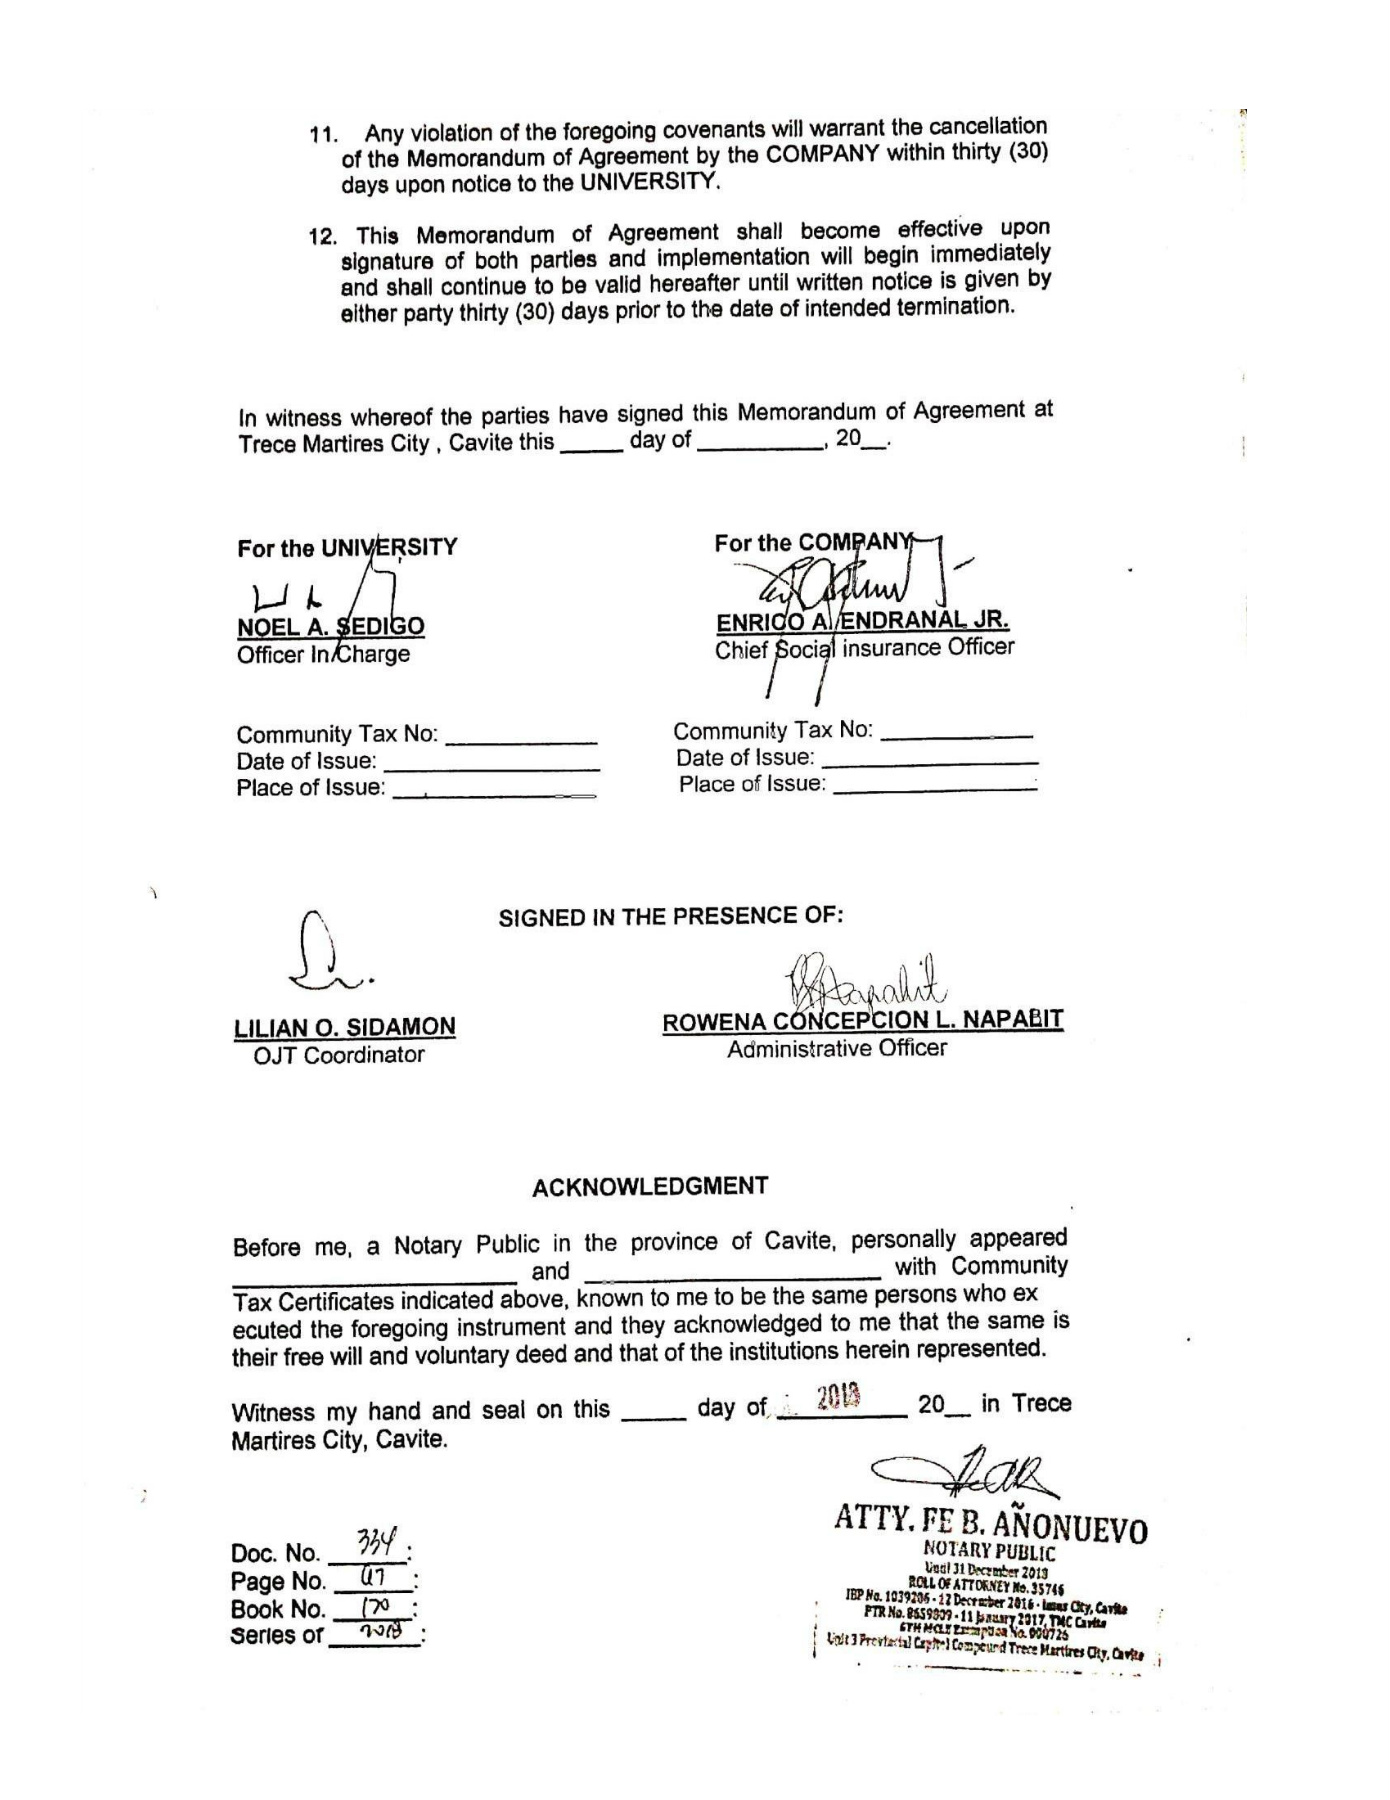 11. Any violation of the foregoing covenants will warrant the cancellation
of the Memorandum of Agreement by the COMPANY within thirty (30)
days upon notice to the UNIVERSITY.
12. This Memorandum of Agreement shall become effective upon
signature of both parties and implementation will begin immediately
and shall continue to be valid hereafter until written notice is given by
either party thirty (30) days prior to the date of intended termination.
In witness whereof the parties have signed this Memorandum of Agreement at
Trece Martires City , Cavite this _____ day of __________, 20__.
For the UNIVERSITY
NOEL A. SEDIGO
Officer In Charge
Community Tax No: ____________
Date of Issue: ________________
Place of Issue: ________________
For the COMPANY
ENRICO A. ENDRANAL JR.
Chief Social insurance Officer
Community Tax No: ____________
Date of Issue: ________________
Place of Issue: ________________
SIGNED IN THE PRESENCE OF:
LILIAN O. SIDAMON
OJT Coordinator
ROWENA CONCEPCION L. NAPABIT
Administrative Officer
ACKNOWLEDGMENT
Before me, a Notary Public in the province of Cavite, personally appeared
______________________ and ______________________ with Community
Tax Certificates indicated above, known to me to be the same persons who ex
ecuted the foregoing instrument and they acknowledged to me that the same is
their free will and voluntary deed and that of the institutions herein represented.
Witness my hand and seal on this _____ day of __________ 20__ in Trece
Martires City, Cavite.
Doc. No. 334 :
Page No. :
Book No. 170 :
Series of 2018 :
ATTY. FE B. AÑONUEVO
NOTARY PUBLIC
Until 31 December 2018
ROLL OF ATTORNEY No. 35746
IBP No. 1039206 - 22 December 2016 - Imus City, Cavite
PTR No. - 11 January 2017, TMC Cavite
6TH MCLE Exemption No. 000726
Unit 3 Provincial Capitol Compound Trece Martires City, Cavite